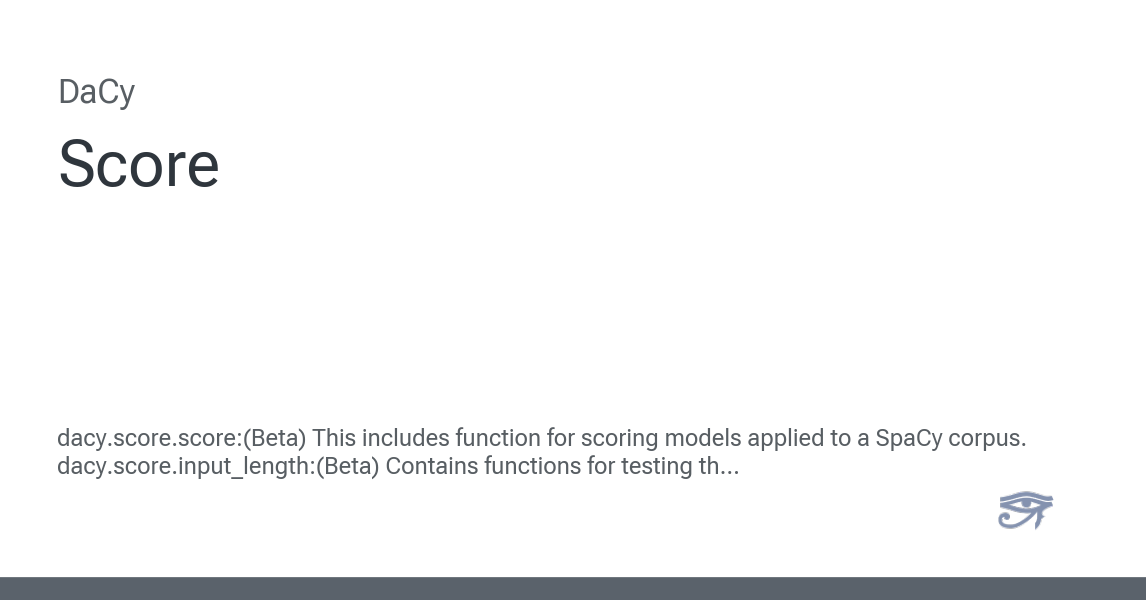 DaCy
Score
dacy.score.score:(Beta) This includes function for scoring models applied to a SpaCy corpus.
dacy.score.input_length:(Beta) Contains functions for testing th...